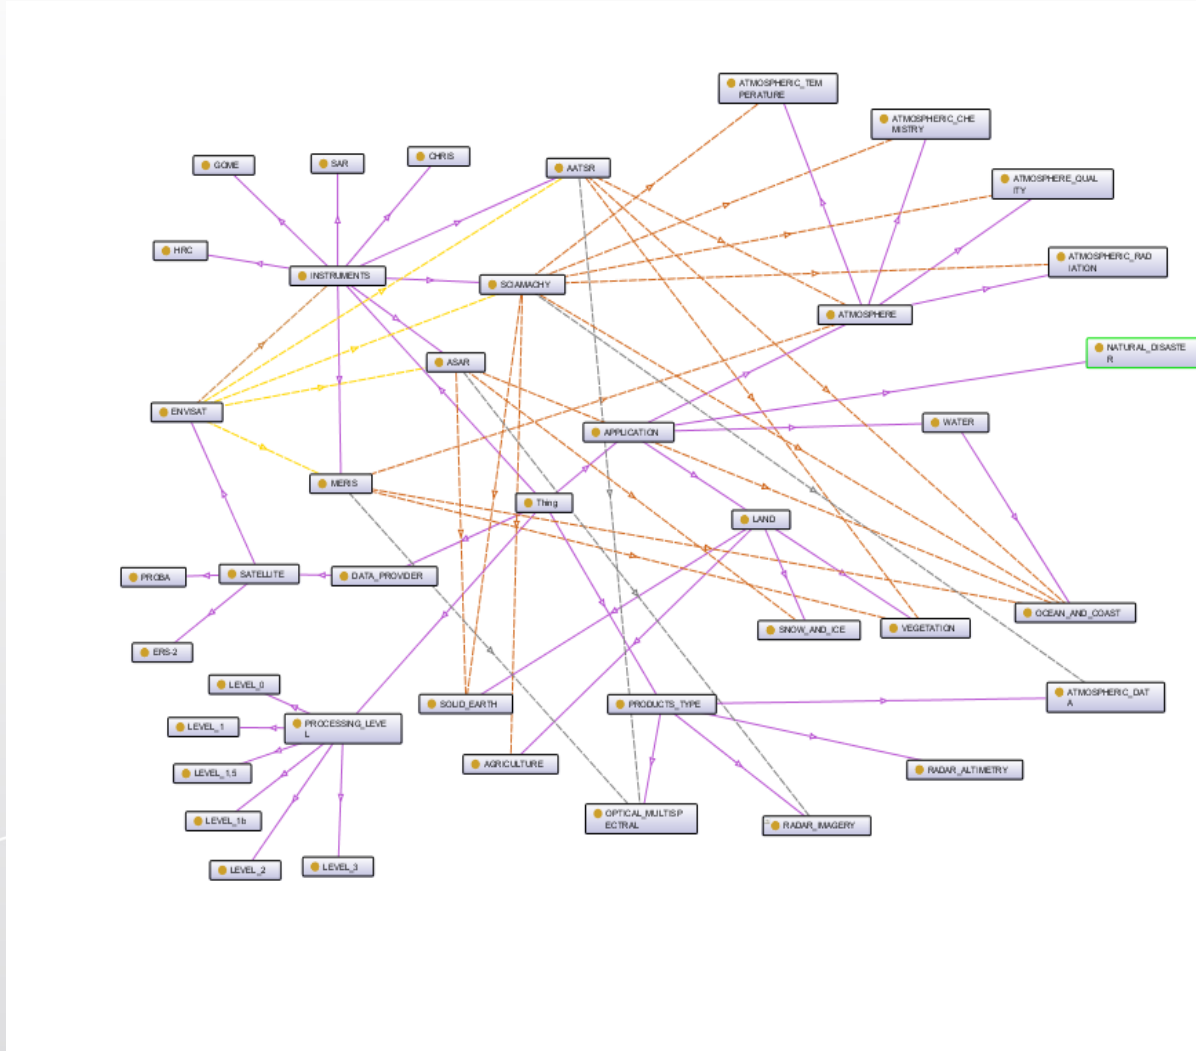 ATMOSPHERIC_TEM
PERATURE
ATMOSPHERIC_CHE
MISTRY
GOME
SAR
CHRIS
AATSR
ATMOSPHERE_QUAL
ITY
HRC
INSTRUMENTS
SCIAMACHY
ATMOSPHERIC_RAD
IATION
ATMOSPHERE
NATURAL_DISASTE
R
ASAR
ENVISAT
APPLICATION
WATER
MERIS
Thing
LAND
PROBA
SATELLITE
DATA_PROVIDER
OCEAN_AND_COAST
SNOW_AND_ICE
VEGETATION
ERS-2
LEVEL_0
SOLID_EARTH
PRODUCTS_TYPE
ATMOSPHERIC_DAT
A
LEVEL_1
PROCESSING_LEVE
L
LEVEL_1.5
AGRICULTURE
RADAR_ALTIMETRY
LEVEL_1b
OPTICAL_MULTISP
ECTRAL
RADAR_IMAGERY
LEVEL_2
LEVEL_3